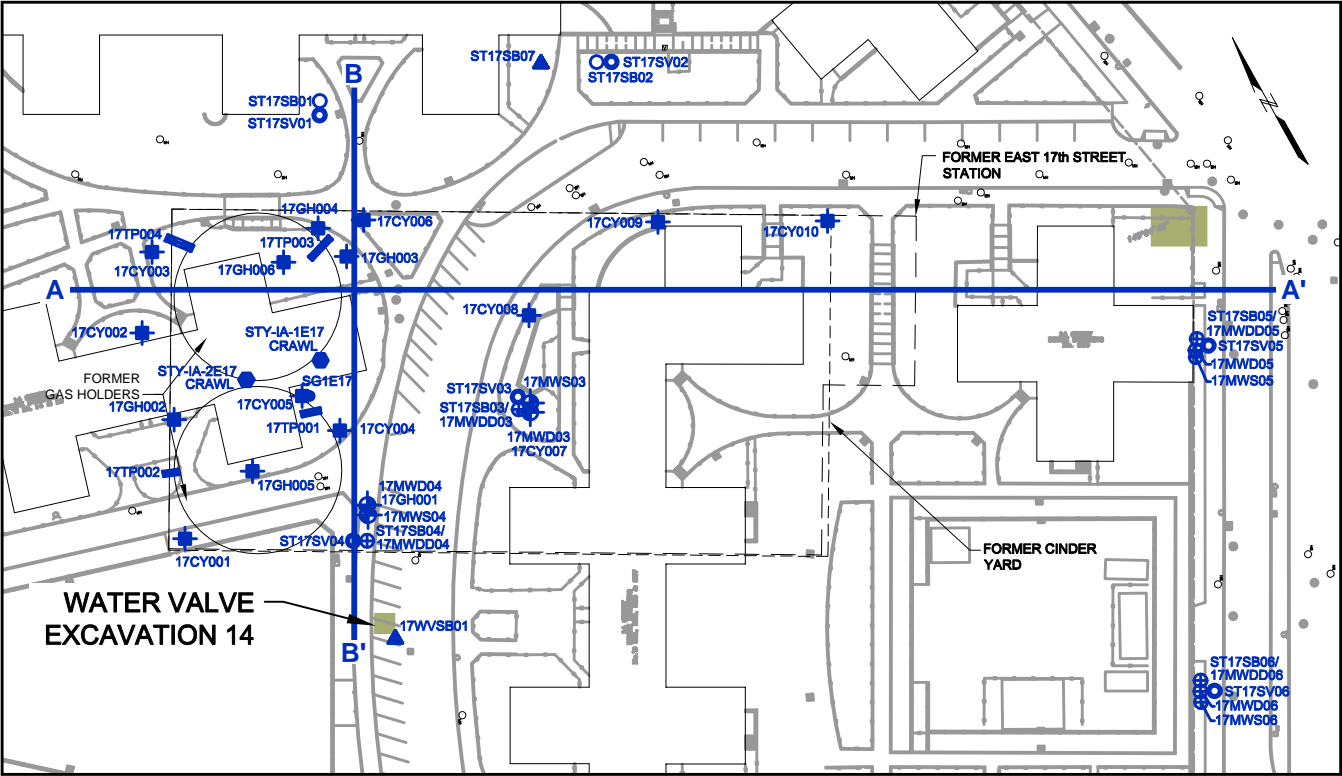 B
ST17SB07
ST17SV02
ST17SB02
ST17SB01
ST17SV01
N
FORMER EAST 17th STREET
STATION
17GH004
17CY006
17TP004
17TP003
17CY009
17CY010
17CY003
17GH006
17GH003
A
A'
17CY008
ST17SB05/
17MWDD05
ST17SV05
17MWD05
17MWS05
17CY002
STY-IA-1E17
CRAWL
STY-IA-2E17
CRAWL
FORMER
GAS HOLDERS
SG1E17
17CY005
17GH002
17TP001
17CY004
ST17SV03
17MWS03
ST17SB03/
17MWDD03
17MWD03
17CY007
17TP002
17GH005
17MWD04
17GH001
17MWS04
ST17SB04/
17MWDD04
ST17SV04
17CY001
FORMER CINDER
YARD
WATER VALVE
EXCAVATION 14
17WVSB01
B'
ST17SB06/
17MWDD06
ST17SV06
17MWD06
17MWS06